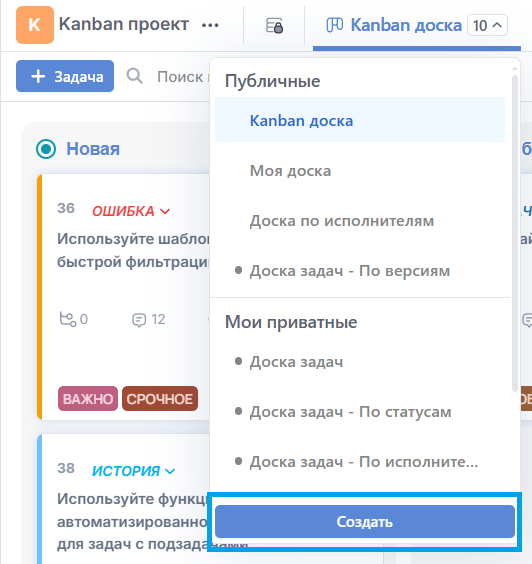 K Kanban проект ... Kanban доска 10
+ Задача Поиск
Публичные
Kanban доска
Моя доска
Доска по исполнителям
Доска задач - По версиям
Мои приватные
Доска задач
Доска задач - По статусам
Доска задач - По исполните...
Создать
Новая
36 ОШИБКА
Используйте шабло
быстрой фильтраци
0 12
ВАЖНО СРОЧНОЕ
38 ИСТОРИЯ
Используйте функц
автоматизированно
для задач с подзадачами